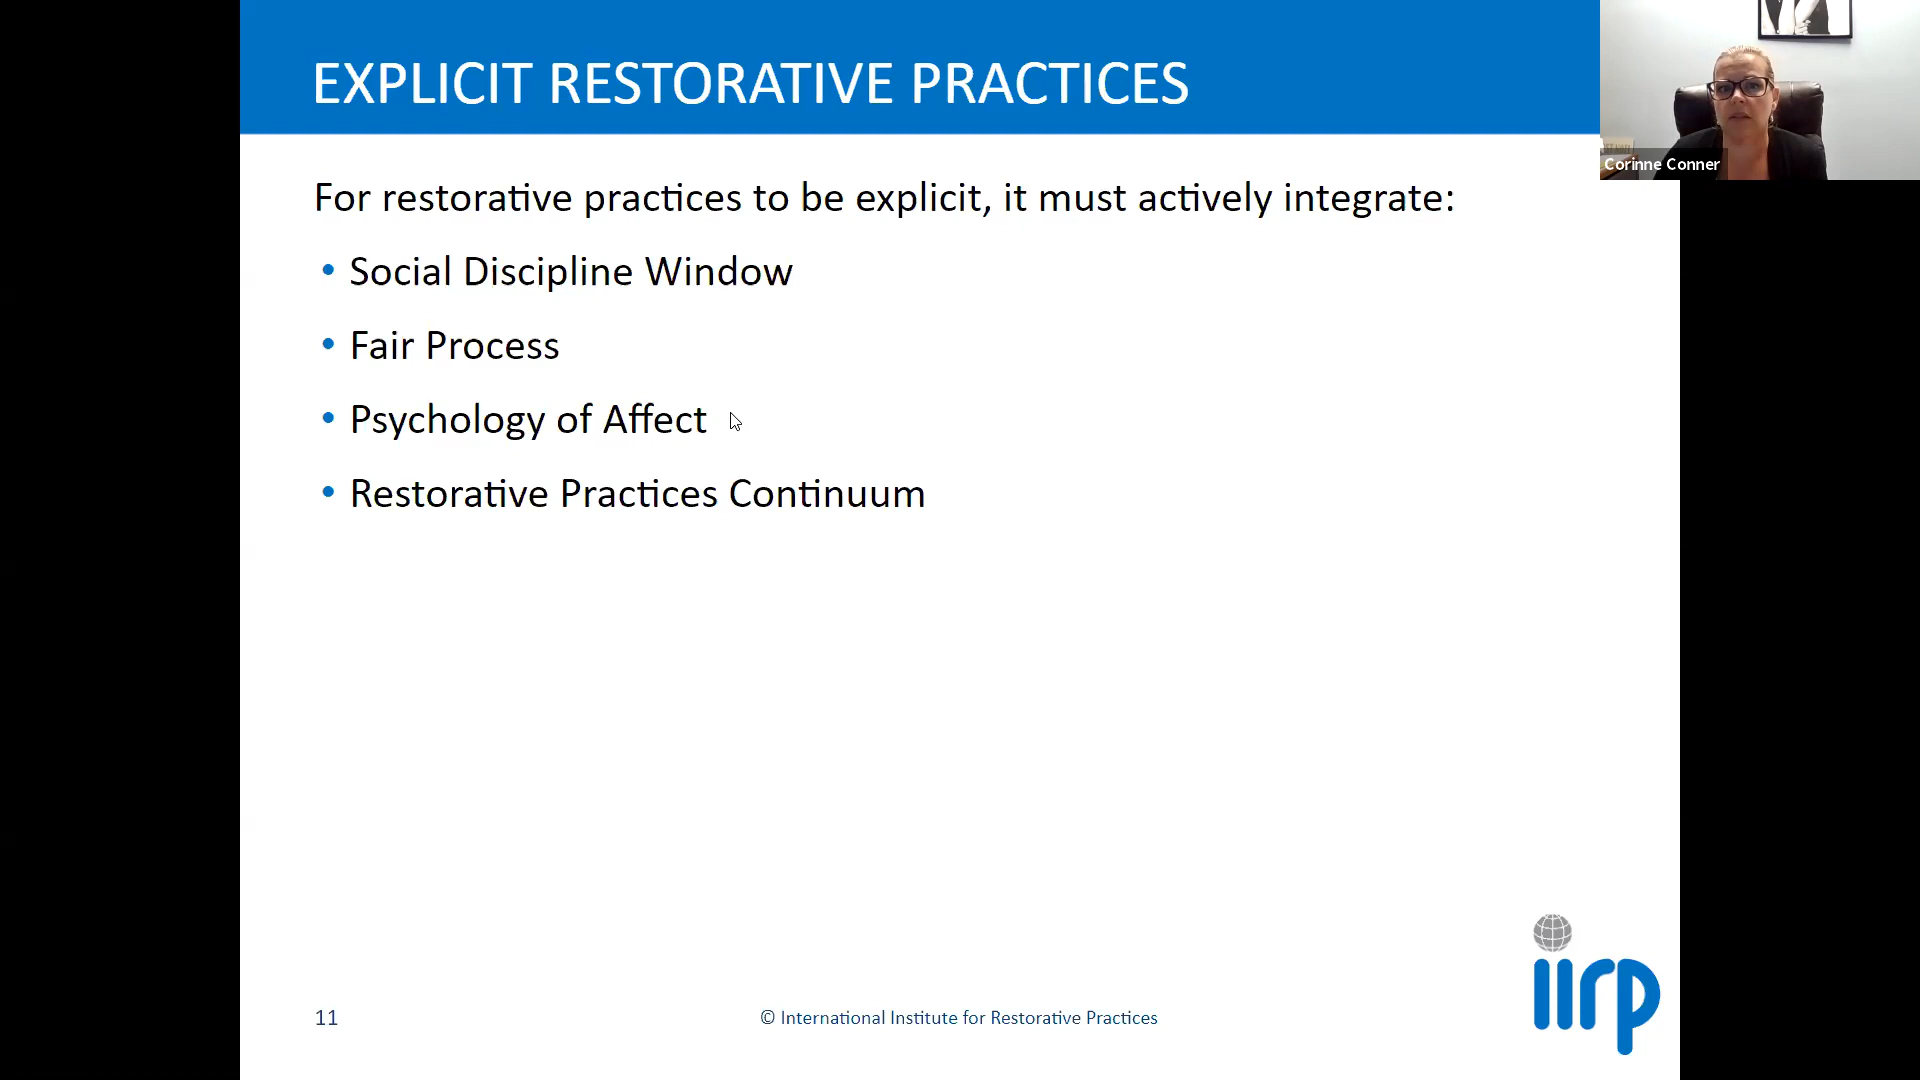 EXPLICIT RESTORATIVE PRACTICES
Corinne Conner
For restorative practices to be explicit, it must actively integrate:
• Social Discipline Window
• Fair Process
• Psychology of Affect
• Restorative Practices Continuum
iirp
11
© International Institute for Restorative Practices